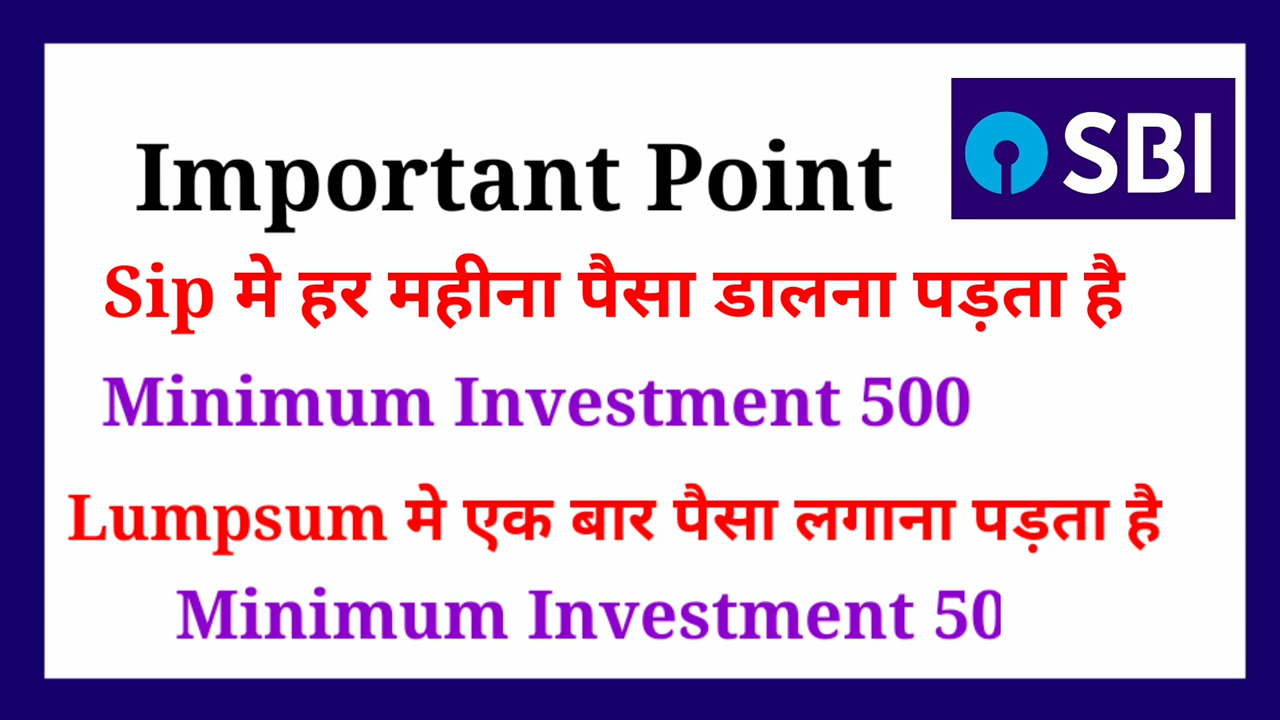 SBI
Important Point
Sip मे हर महीना पैसा डालना पड़ता है
Minimum Investment 500
Lumpsum मे एक बार पैसा लगाना पड़ता है
Minimum Investment 50